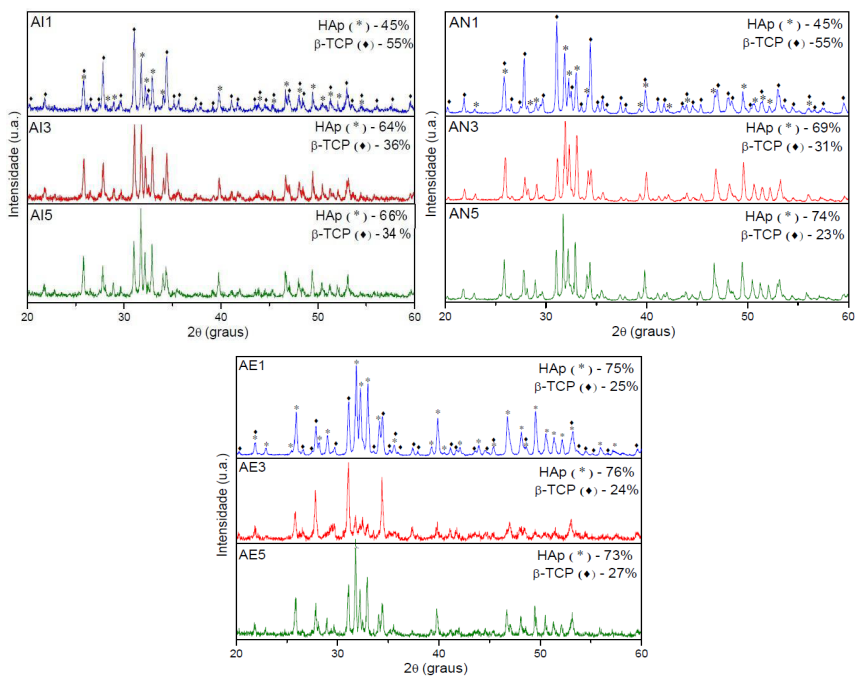 AI1
HAp (*) - 45%
β-TCP (♦) - 55%
AI3
HAp (*) - 64%
β-TCP (♦) - 36%
AI5
HAp (*) - 66%
β-TCP (♦) - 34 %
Intensidade (u.a.)
20 30 40 50 60
2θ (graus)
AN1
HAp (*) - 45%
β-TCP (♦) -55%
AN3
HAp (*) - 69%
β-TCP (♦) - 31%
AN5
HAp (*) - 74%
β-TCP (♦) - 23%
Intensidade (u.a.)
20 30 40 50 60
2θ (graus)
AE1
HAp (*) - 75%
β-TCP (♦) - 25%
AE3
HAp (*) - 76%
β-TCP (♦) - 24%
AE5
HAp (*) - 73%
β-TCP (♦) - 27%
Intensidade (u.a.)
20 30 40 50 60
2θ (graus)